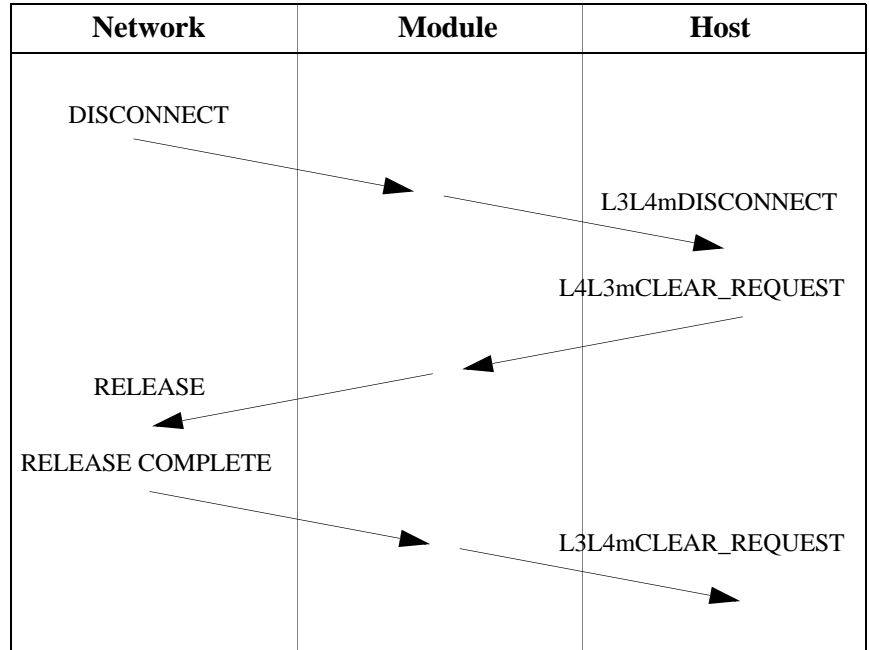 Network Module Host
DISCONNECT
L3L4mDISCONNECT
L4L3mCLEAR_REQUEST
RELEASE
RELEASE COMPLETE
L3L4mCLEAR_REQUEST